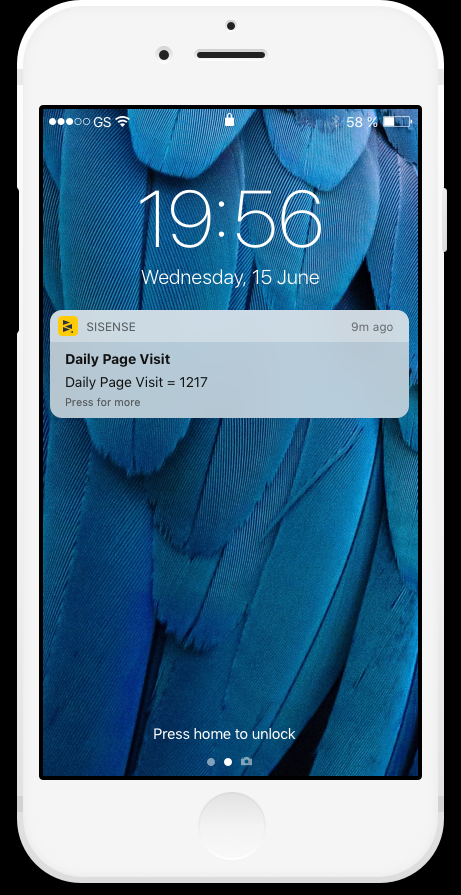 GS 58 %
19:56
Wednesday, 15 June
SISENSE 9m ago
Daily Page Visit
Daily Page Visit = 1217
Press for more
Press home to unlock